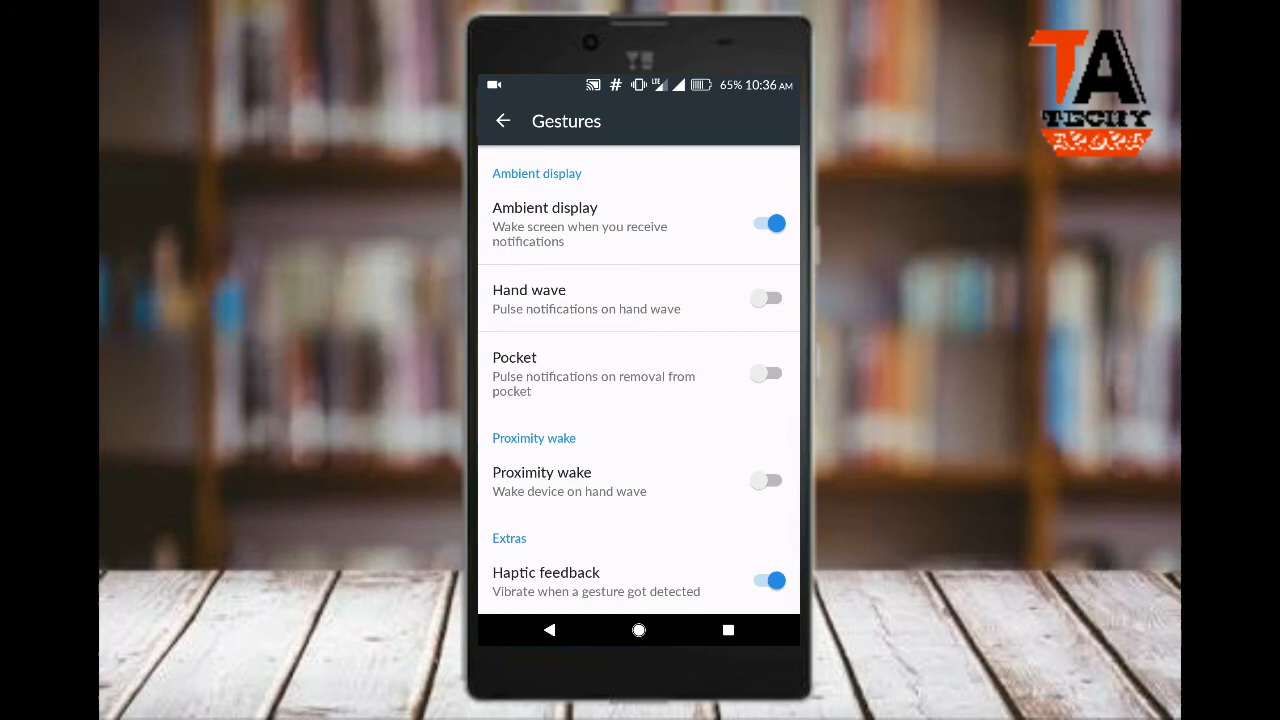 TA
TECHY
YU
65% 10:36 AM
Gestures
Ambient display
Ambient display
Wake screen when you receive
notifications
Hand wave
Pulse notifications on hand wave
Pocket
Pulse notifications on removal from
pocket
Proximity wake
Proximity wake
Wake device on hand wave
Extras
Haptic feedback
Vibrate when a gesture got detected